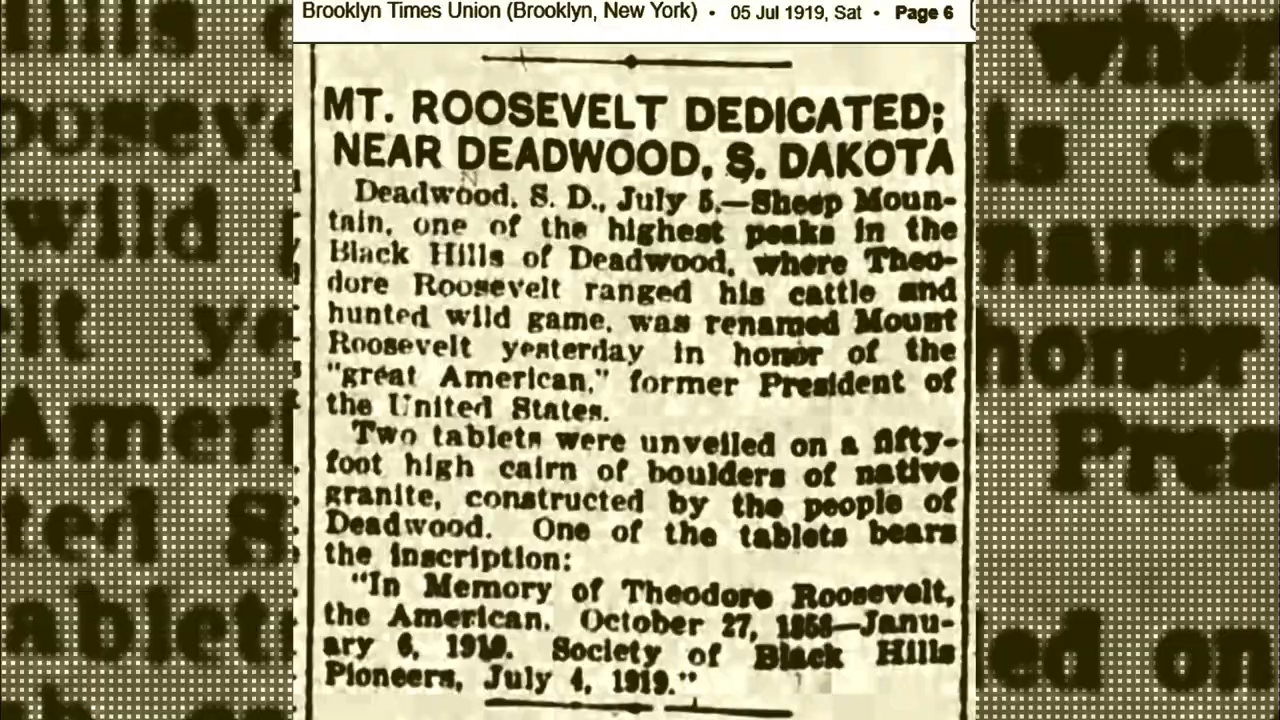 Brooklyn Times Union (Brooklyn, New York) • 05 Jul 1919, Sat • Page 6
MT. ROOSEVELT DEDICATED;
NEAR DEADWOOD, S. DAKOTA
Deadwood, S. D., July 5.—Sheep Moun-
tain, one of the highest peaks in the
Black Hills of Deadwood, where Theo-
dore Roosevelt ranged his cattle and
hunted wild game, was renamed Mount
Roosevelt yesterday in honor of the
"great American," former President of
the United States.
Two tablets were unveiled on a fifty-
foot high cairn of boulders of native
granite, constructed by the people of
Deadwood. One of the tablets bears
the inscription:
"In Memory of Theodore Roosevelt,
the American. October 27, 1858—Janu-
ary 6, 1919. Society of Black Hills
Pioneers, July 4, 1919."